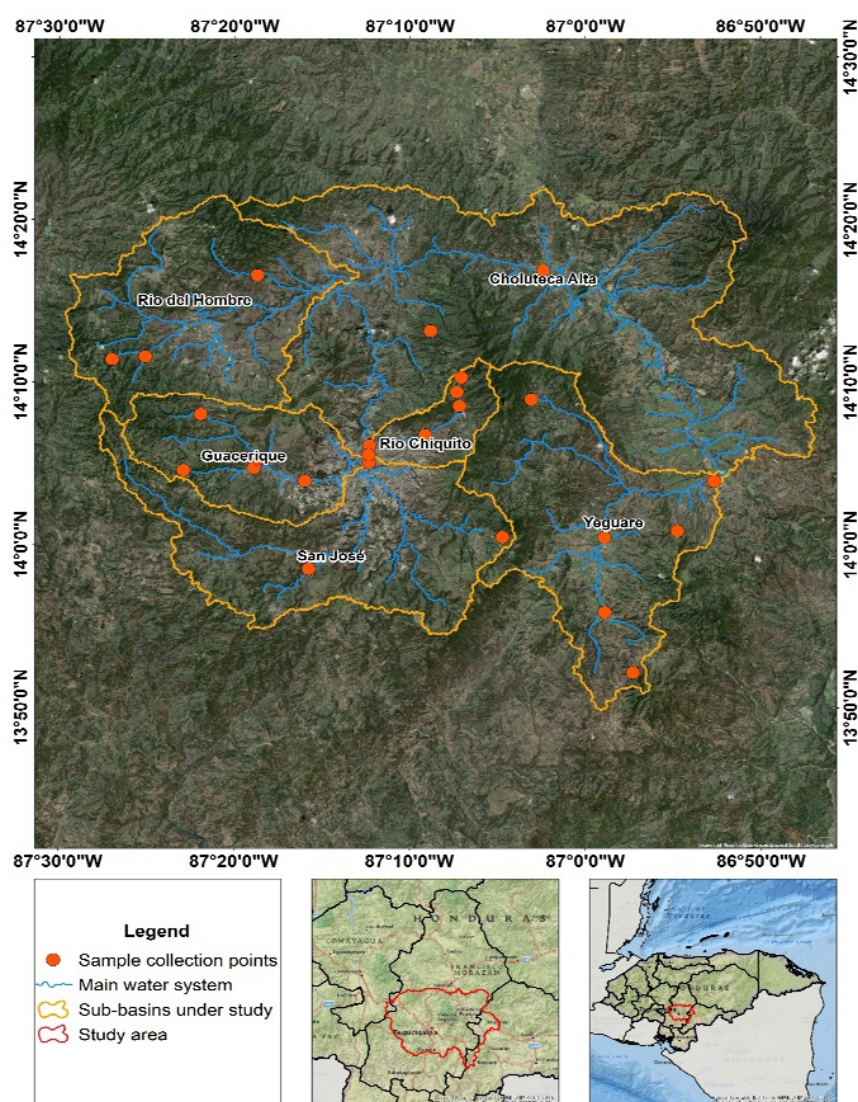 87°30'0"W 87°20'0"W 87°10'0"W 87°0'0"W 86°50'0"W
14°30'0"N
14°20'0"N 14°20'0"N
Choluteca Alta
Rio del Hombre
14°10'0"N 14°10'0"N
Rio Chiquito
Guacerique
Yeguare
14°0'0"N 14°0'0"N
San José
13°50'0"N 13°50'0"N
87°30'0"W 87°20'0"W 87°10'0"W 87°0'0"W 86°50'0"W
Legend
Sample collection points
Main water system
Sub-basins under study
Study area
HONDURAS
COMAYAGUA
FRANCISCO
MORAZAN
Tegucigalpa